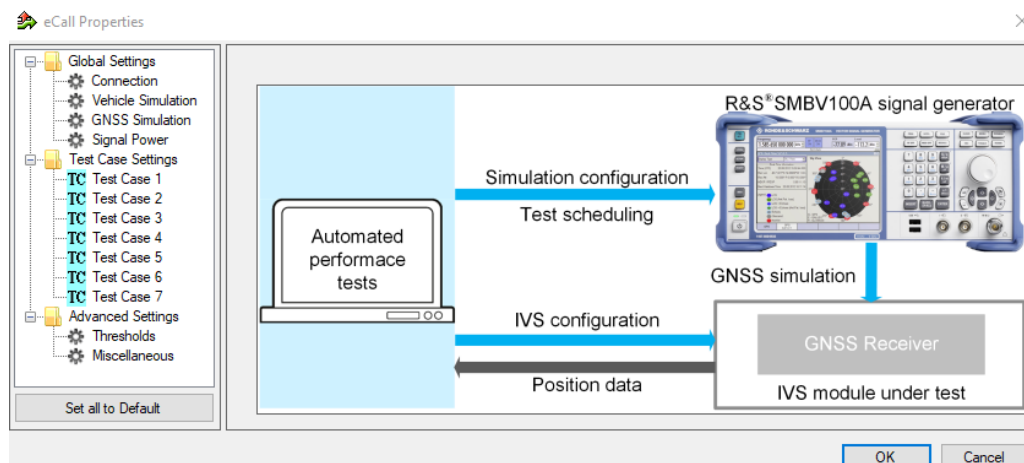 eCall Properties
Global Settings
Connection
Vehicle Simulation
GNSS Simulation
Signal Power
Test Case Settings
TC Test Case 1
TC Test Case 2
TC Test Case 3
TC Test Case 4
TC Test Case 5
TC Test Case 6
TC Test Case 7
Advanced Settings
Thresholds
Miscellaneous
Set all to Default
R&S®SMBV100A signal generator
ROHDE&SCHWARZ
Simulation configuration
Test scheduling
Automated
performace
tests
GNSS simulation
IVS configuration
GNSS Receiver
Position data
IVS module under test
OK
Cancel